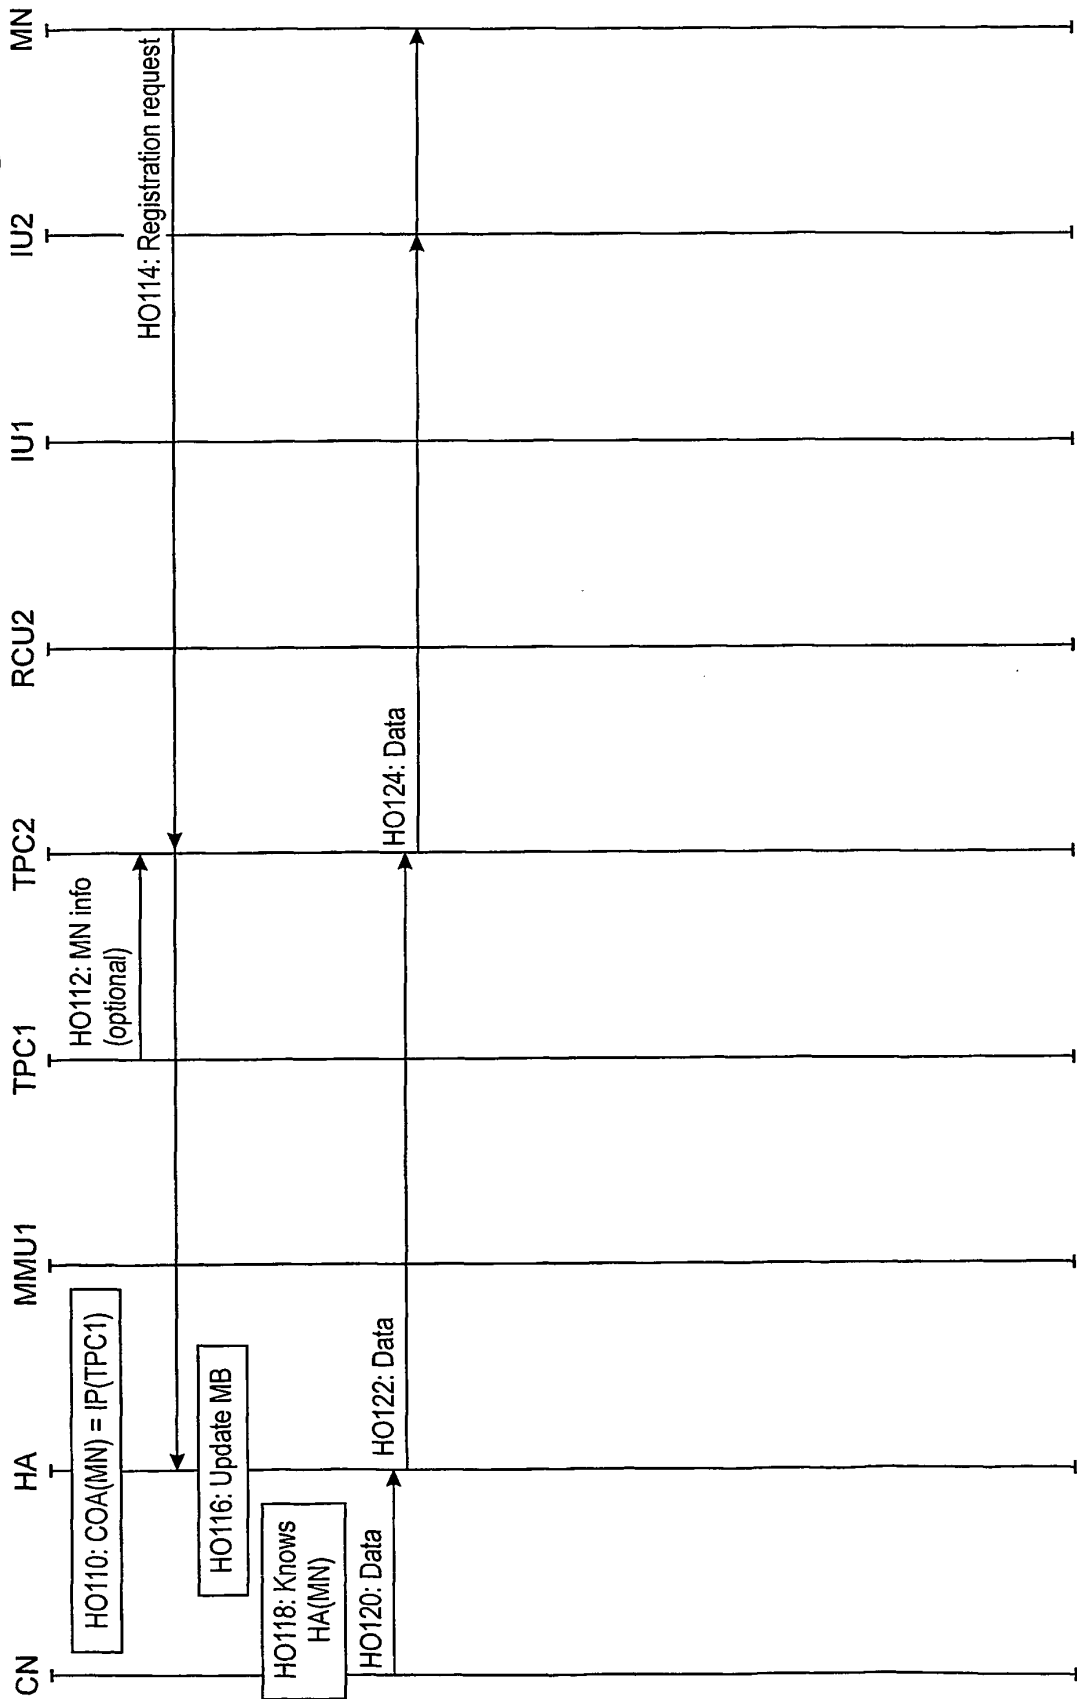 CN
HA
MMU1
TPC1
TPC2
RCU2
IU1
IU2
MN
HO110: COA(MN) = IP(TPC1)
HO112: MN info
(optional)
HO114: Registration request
HO116: Update MB
HO118: Knows
HA(MN)
HO120: Data
HO122: Data
HO124: Data